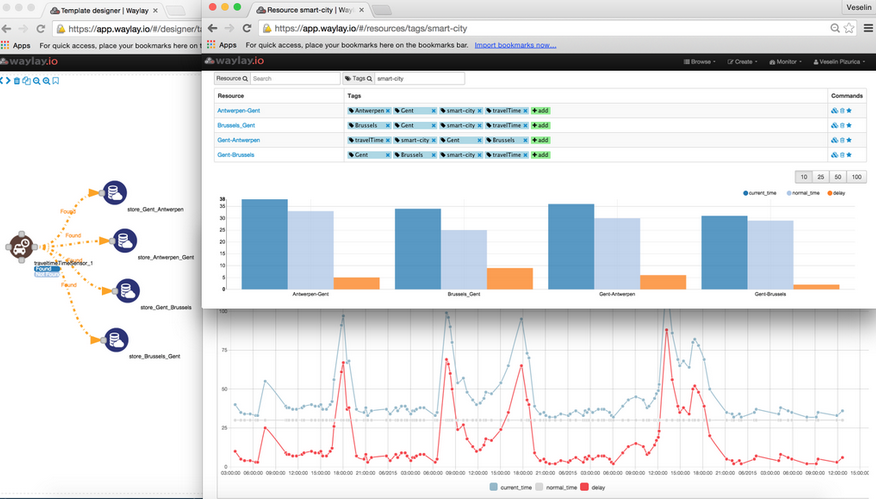 Template designer | Waylay
https://app.waylay.io/#/designer/t
Apps For quick access, place your bookmarks here on t
waylay.io
store_Gent_Antwerpen
Found
Found
store_Antwerpen_Gent
traveltimeTimeSensor_1
Found
Not Found
Found
Found
store_Gent_Brussels
store_Brussels_Gent
Resource smart-city | Wayl
Veselin
https://app.waylay.io/#/resources/tags/smart-city
Apps For quick access, place your bookmarks here on the bookmarks bar. Import bookmarks now…
waylay.io Browse Create Monitor Veselin Pizurica
Resource Search Tags smart-city
Resource Tags Commands
Antwerpen-Gent Antwerpen x Gent x smart-city x travelTime x +add
Brussels_Gent Brussels x Gent x smart-city x travelTime x +add
Gent-Antwerpen travelTime x smart-city x Gent x Brussels x +add
Gent-Brussels Gent x Brussels x smart-city x travelTime x +add
10 25 50 100
current_time normal_time delay
38
35
30
25
20
15
10
5
0
Antwerpen-Gent Brussels_Gent Gent-Antwerpen Gent-Brussels
100
75
50
25
0
03:00:00 06:00:00 09:00:00 12:00:00 15:00:00 18:00:00 21:00:00 06/2015 03:00:00 06:00:00 09:00:00 12:00:00 15:00:00 18:00:00 21:00:00 06/2015 03:00:00 06:00:00 09:00:00 12:00:00 15:00:00 18:00:00 21:00:00 06/2015 03:00:00 06:00:00 09:00:00 12:00:00 15:00
current_time normal_time delay